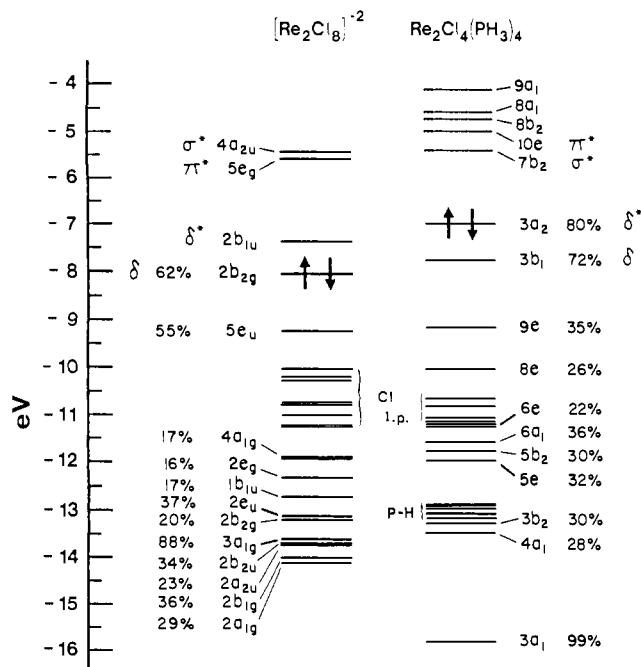 [Re₂Cl₈]⁻² Re₂Cl₄(PH₃)₄
eV
- 4
- 5
- 6
- 7
- 8
- 9
- 10
- 11
- 12
- 13
- 14
- 15
- 16
σ* 4a₂ᵤ
π* 5e_g
δ* 2b₁ᵤ
δ 62% 2b₂g
55% 5eᵤ
Cl
l.p.
17% 4a₁g
16% 2e_g
17% 1b₁ᵤ
37% 2eᵤ
20% 2b₂g
88% 3a₁g
34% 2b₂ᵤ
23% 2a₂ᵤ
36% 2b₁g
29% 2a₁g
9a₁
8a₁
8b₂
10e π*
7b₂ σ*
3a₂ 80% δ*
3b₁ 72% δ
9e 35%
8e 26%
6e 22%
6a₁ 36%
5b₂ 30%
5e 32%
P-H
3b₂ 30%
4a₁ 28%
3a₁ 99%